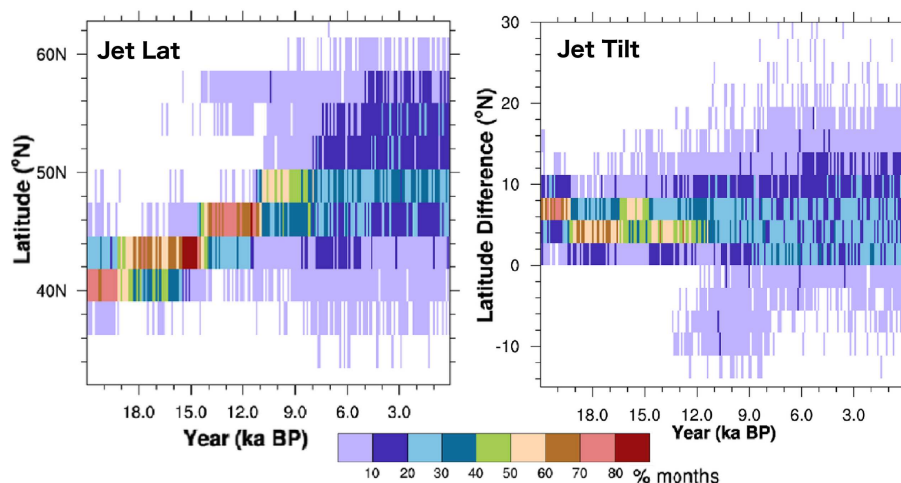 Jet Lat
Latitude (°N)
60N
50N
40N
18.0 15.0 12.0 9.0 6.0 3.0
Year (ka BP)
Jet Tilt
Latitude Difference (°N)
30
20
10
0
-10
18.0 15.0 12.0 9.0 6.0 3.0
Year (ka BP)
10 20 30 40 50 60 70 80 % months